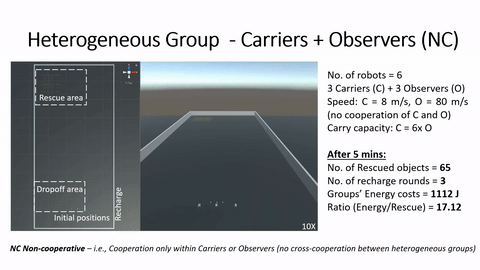 Heterogeneous Group - Carriers + Observers (NC)
Rescue area
Dropoff area
Initial positions
Recharge
10X
No. of robots = 6
3 Carriers (C) + 3 Observers (O)
Speed: C = 8 m/s, O = 80 m/s
(no cooperation of C and O)
Carry capacity: C = 6x O
After 5 mins:
No. of Rescued objects = 65
No. of recharge rounds = 3
Groups' Energy costs = 1112 J
Ratio (Energy/Rescue) = 17.12
NC Non-cooperative – i.e., Cooperation only within Carriers or Observers (no cross-cooperation between heterogeneous groups)